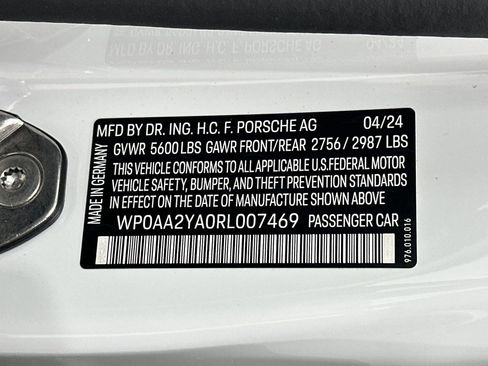 MFD BY DR. ING. H.C. F. PORSCHE AG 04/24
GVWR 5600LBS GAWR FRONT/REAR 2756/2987 LBS
THIS VEHICLE CONFORMS TO ALL APPLICABLE U.S.FEDERAL MOTOR
VEHICLE SAFETY, BUMPER, AND THEFT PREVENTION STANDARDS
IN EFFECT ON THE DATE OF MANUFACTURE SHOWN ABOVE
WP0AA2YA0RL007469 PASSENGER CAR
MADE IN GERMANY
976.010.016